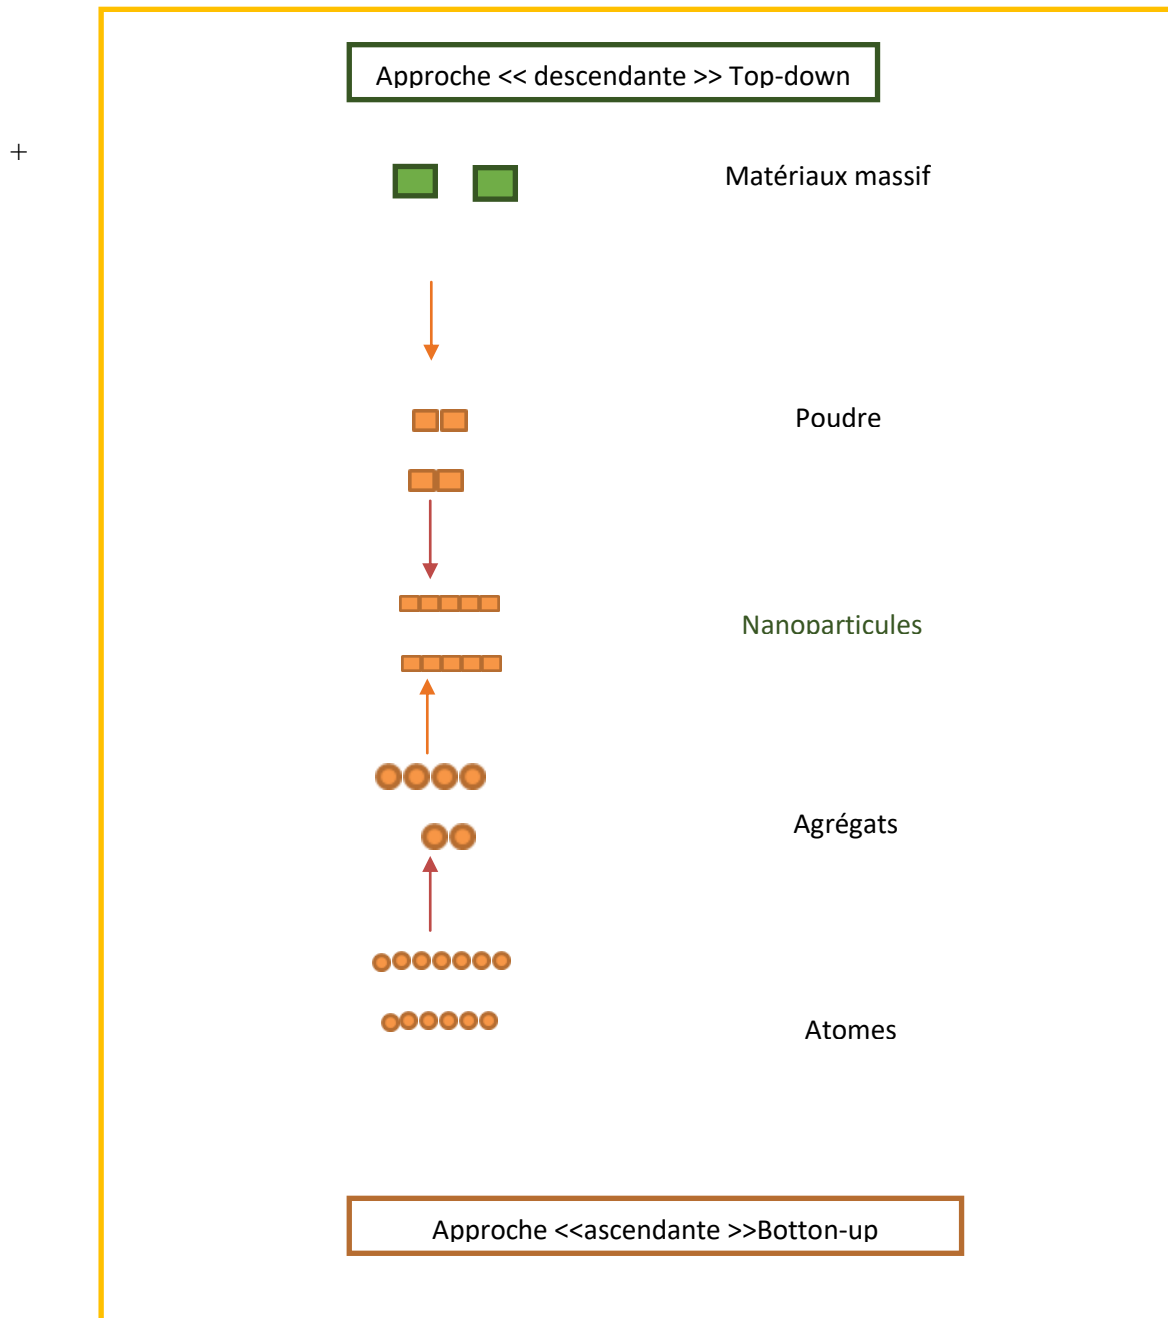 Approche << descendante >> Top-down
+
Matériaux massif
Poudre
Nanoparticules
Agrégats
Atomes
Approche <<ascendante >>Botton-up